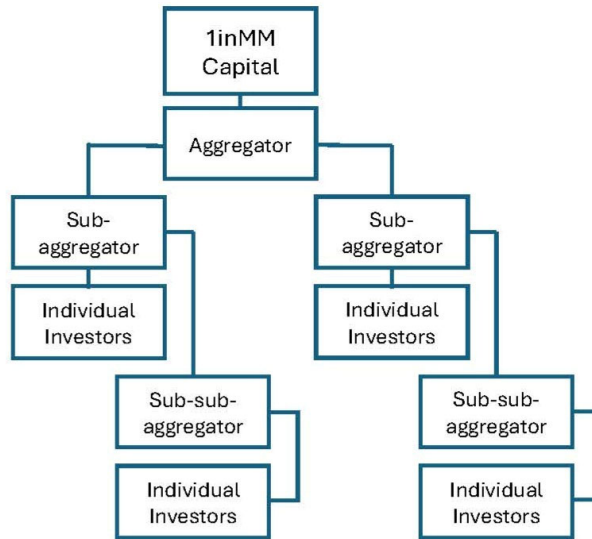 1inMM
Capital
Aggregator
Sub-
aggregator
Sub-
aggregator
Individual
Investors
Individual
Investors
Sub-sub-
aggregator
Sub-sub-
aggregator
Individual
Investors
Individual
Investors